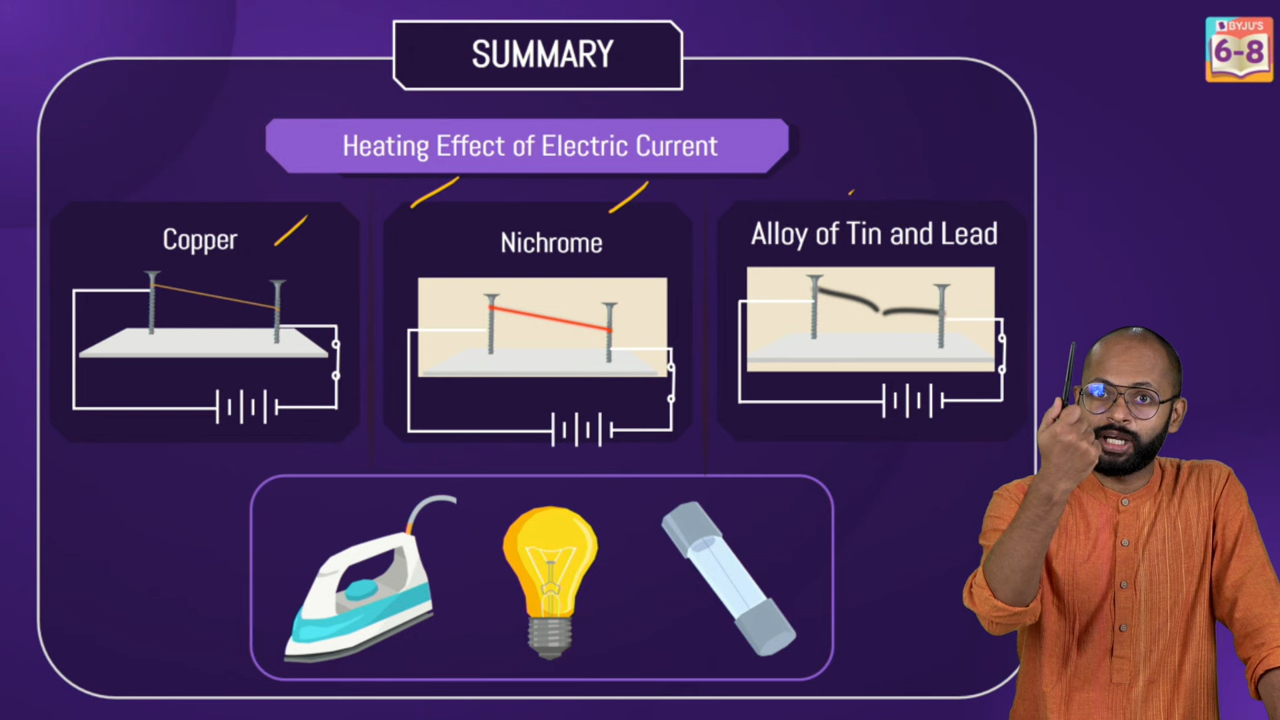 SUMMARY
BYJU'S
6-8
Heating Effect of Electric Current
Copper
Nichrome
Alloy of Tin and Lead